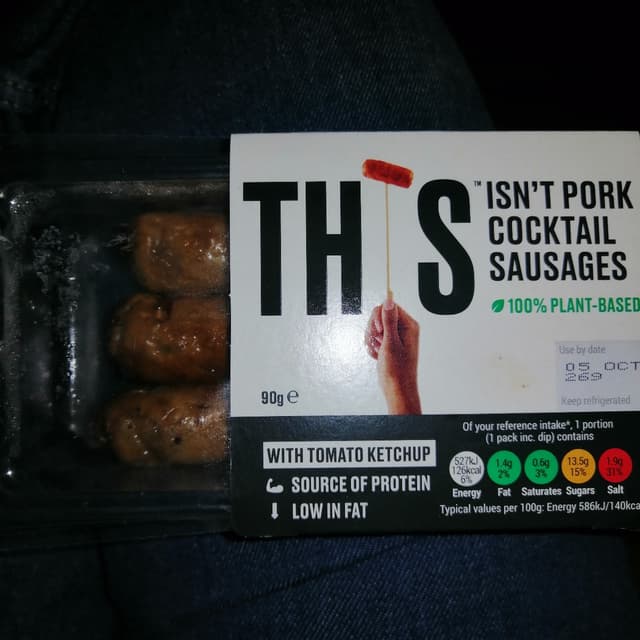 THIS™ ISN'T PORK
COCKTAIL
SAUSAGES
100% PLANT-BASED
Use by date
05 OCT
269
Keep refrigerated
90g e
WITH TOMATO KETCHUP
SOURCE OF PROTEIN
LOW IN FAT
Of your reference intake*, 1 portion
(1 pack inc. dip) contains
527kJ
126kcal
6%
Energy
1.4g
2%
Fat
0.6g
3%
Saturates
13.5g
15%
Sugars
1.9g
31%
Salt
Typical values per 100g: Energy 586kJ/140kca